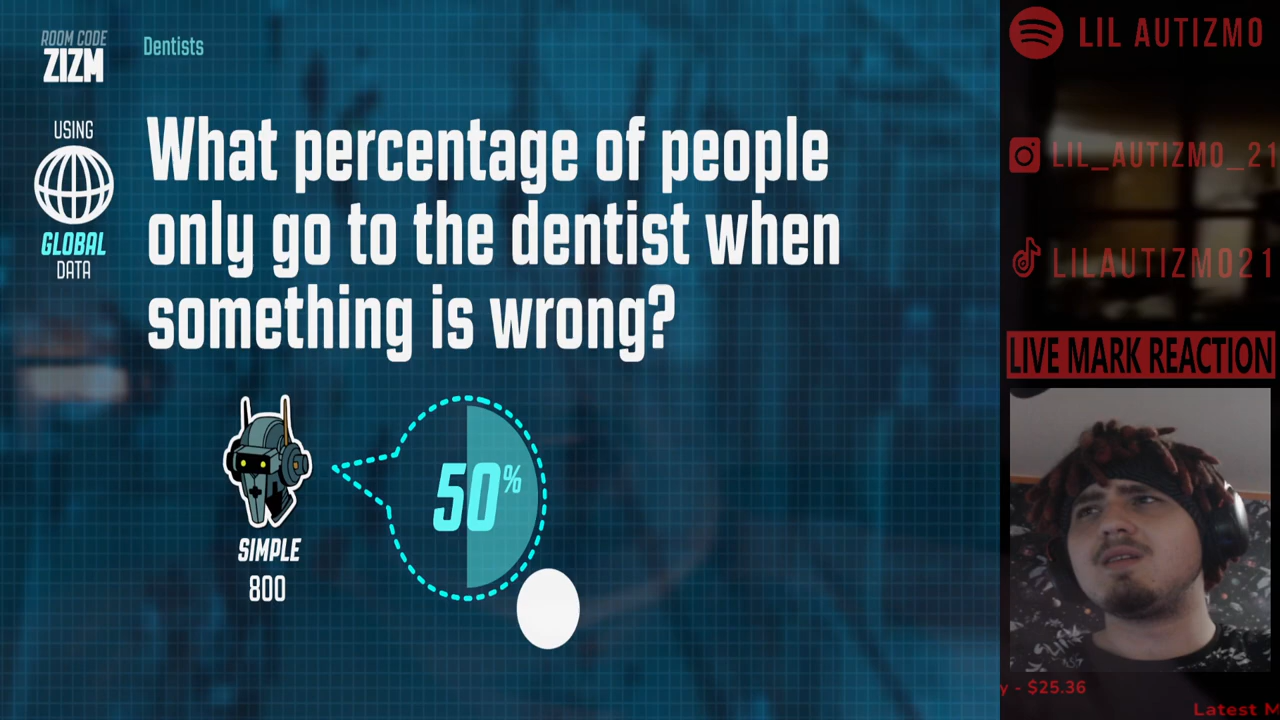 ROOM CODE
ZIZM
Dentists
USING
GLOBAL
DATA
What percentage of people
only go to the dentist when
something is wrong?
50%
SIMPLE
800
LIL AUTIZMO
LIL_AUTIZMO_21
LILAUTIZMO21
LIVE MARK REACTION
y - $25.36
Latest M